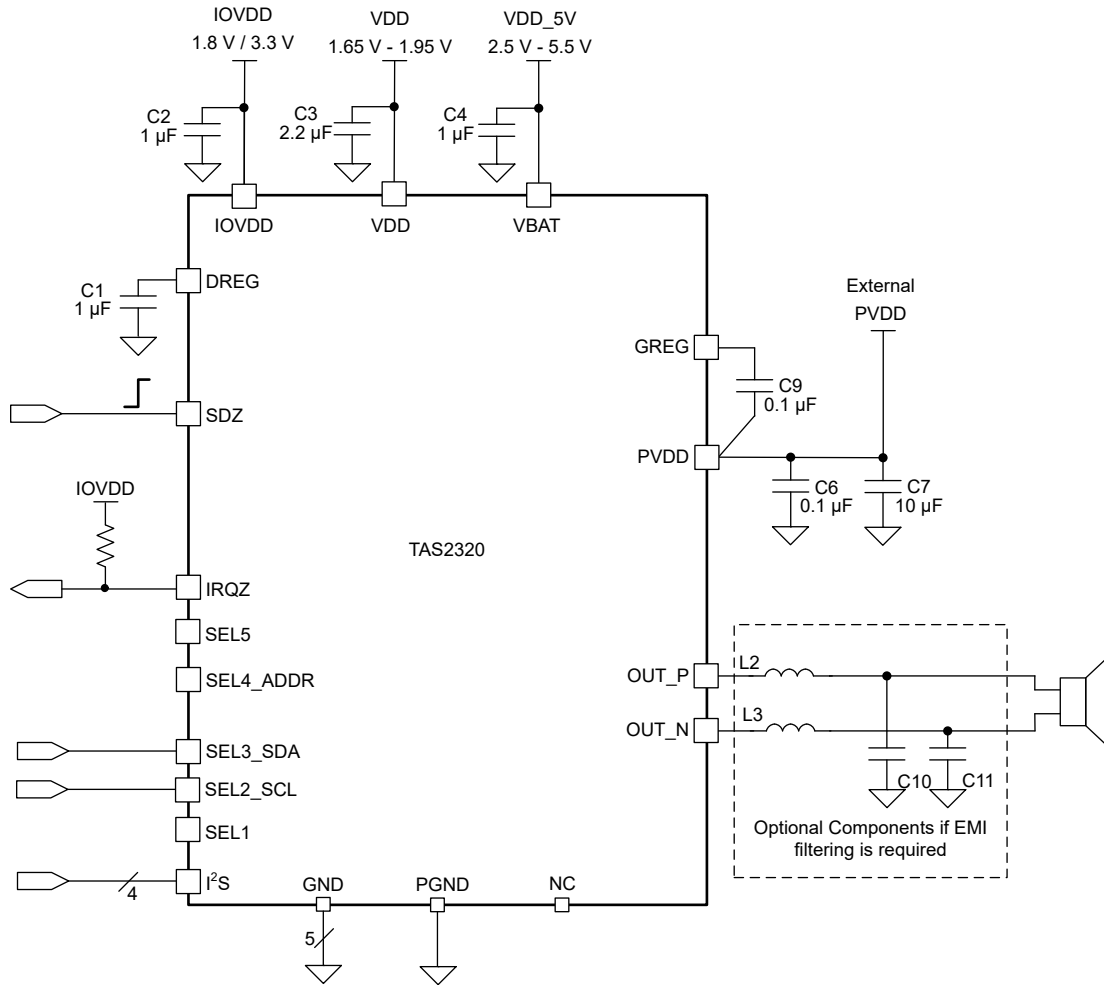 IOVDD
1.8 V / 3.3 V
VDD
1.65 V - 1.95 V
VDD_5V
2.5 V - 5.5 V
C2
1 µF
C3
2.2 µF
C4
1 µF
IOVDD
VDD
VBAT
DREG
C1
1 µF
External
PVDD
GREG
C9
0.1 µF
SDZ
PVDD
C6
0.1 µF
C7
10 µF
IOVDD
TAS2320
IRQZ
SEL5
SEL4_ADDR
OUT_P
L2
OUT_N
L3
SEL3_SDA
SEL2_SCL
C10
C11
SEL1
Optional Components if EMI
filtering is required
I²S
4
GND
PGND
NC
5